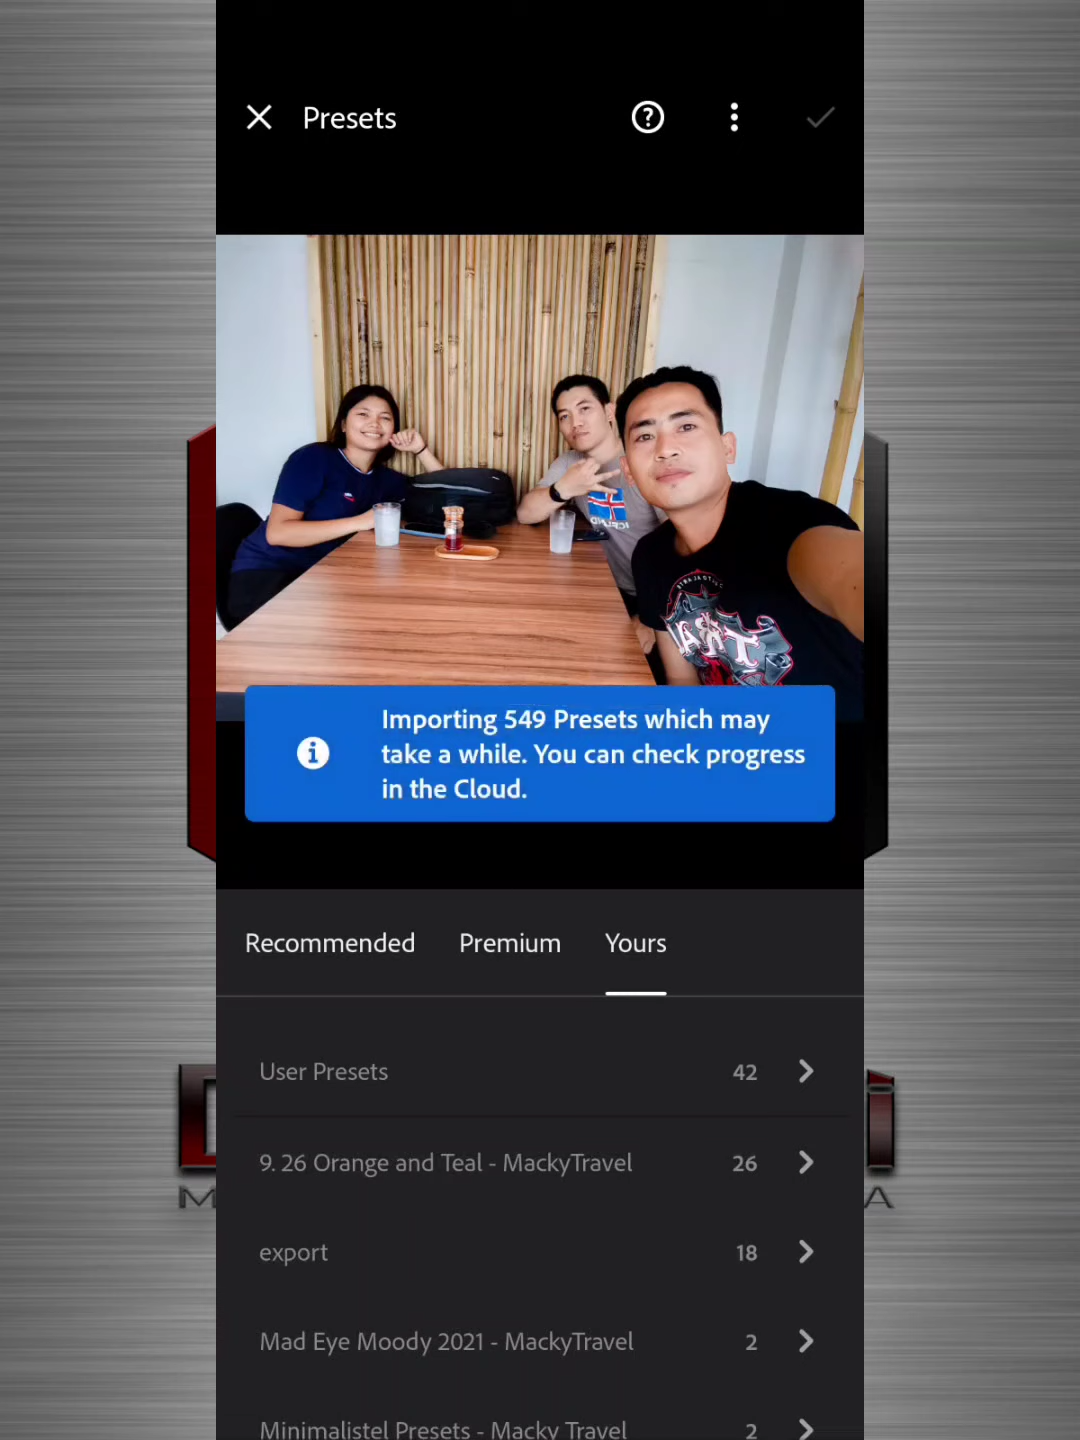 Presets
ICELAND
Importing 549 Presets which may
take a while. You can check progress
in the Cloud.
Recommended Premium Yours
User Presets 42
9. 26 Orange and Teal - MackyTravel 26
export 18
Mad Eye Moody 2021 - MackyTravel 2
Minimalistel Presets - Macky Travel 2